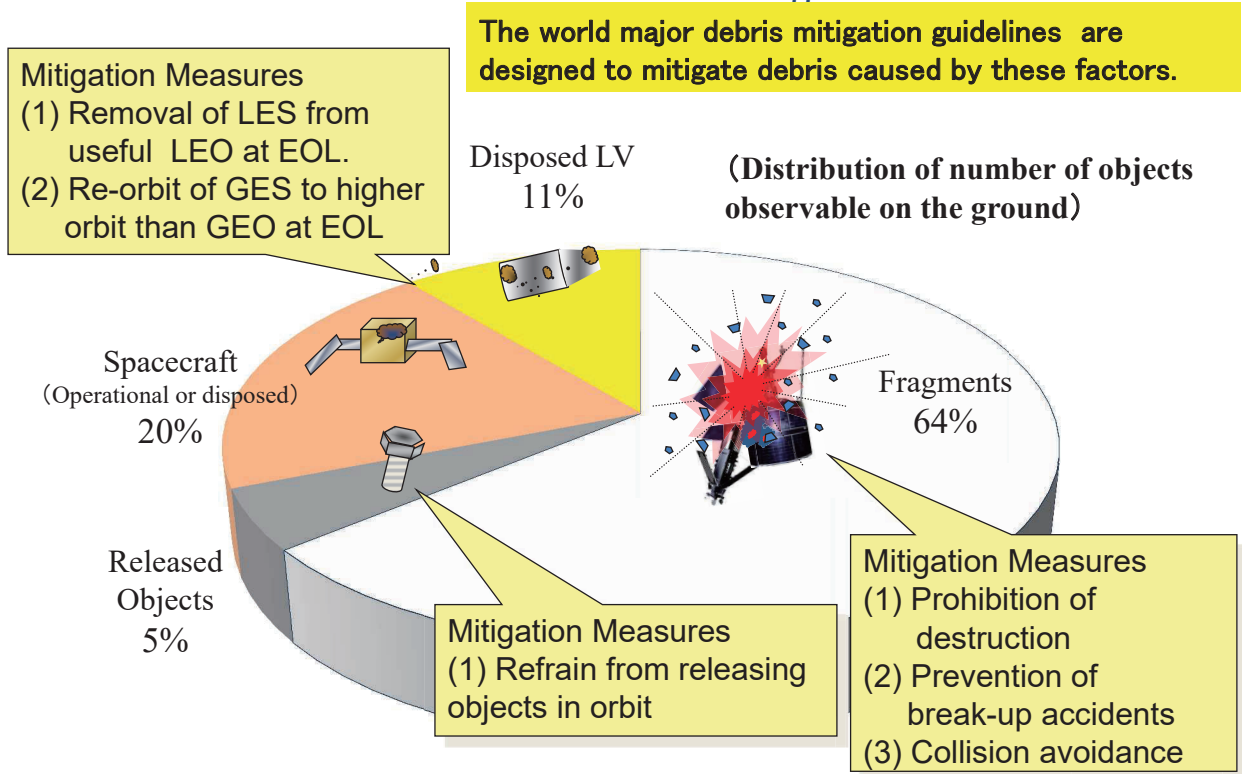 The world major debris mitigation guidelines are
designed to mitigate debris caused by these factors.
Mitigation Measures
(1) Removal of LES from
useful LEO at EOL.
(2) Re-orbit of GES to higher
orbit than GEO at EOL
Disposed LV
11%
（Distribution of number of objects
observable on the ground）
Spacecraft
（Operational or disposed）
20%
Fragments
64%
Released
Objects
5%
Mitigation Measures
(1) Refrain from releasing
objects in orbit
Mitigation Measures
(1) Prohibition of
destruction
(2) Prevention of
break-up accidents
(3) Collision avoidance